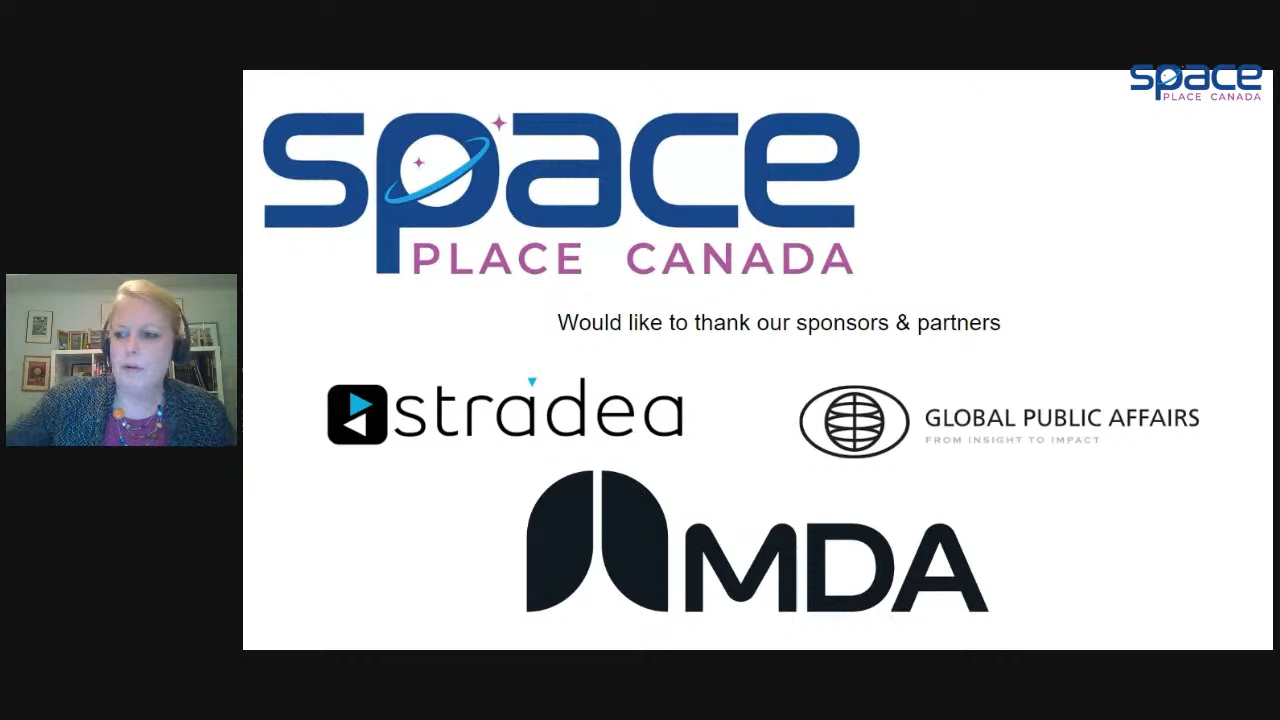 space
PLACE CANADA
space
PLACE CANADA
Would like to thank our sponsors & partners
stradea
GLOBAL PUBLIC AFFAIRS
FROM INSIGHT TO IMPACT
MDA